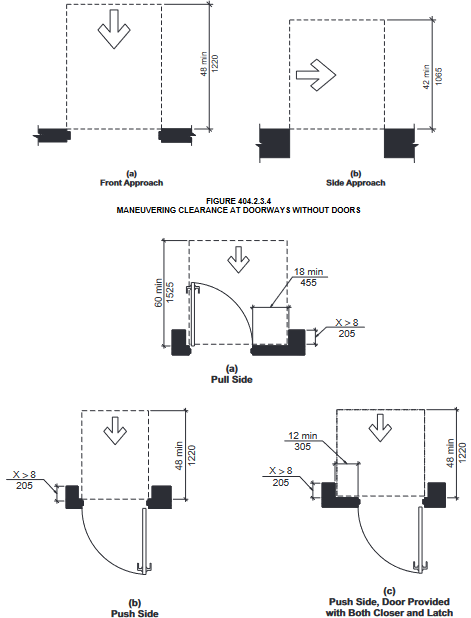 48 min
1220
42 min
1065
(a)
Front Approach
(b)
Side Approach
FIGURE 404.2.3.4
MANEUVERING CLEARANCE AT DOORWAYS WITHOUT DOORS
60 min
1525
18 min
455
X > 8
205
(a)
Pull Side
X > 8
205
48 min
1220
12 min
305
X > 8
205
48 min
1220
(b)
Push Side
(c)
Push Side, Door Provided
with Both Closer and Latch